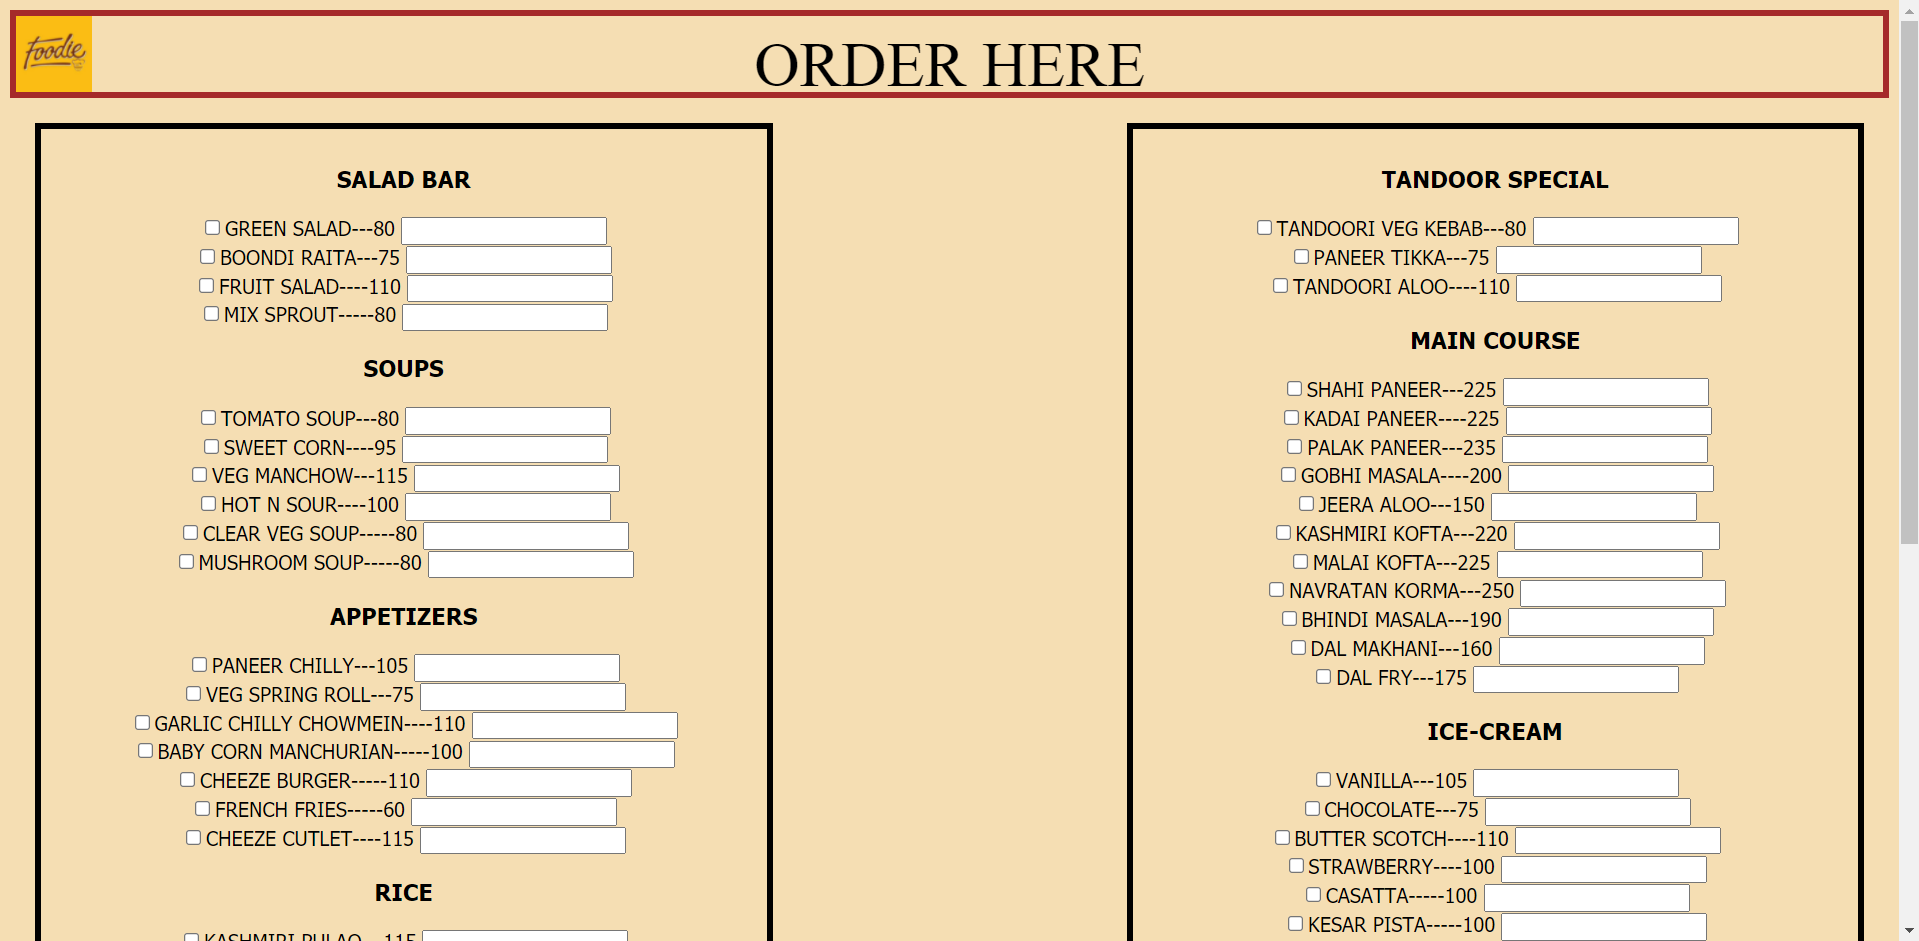 Foodie
ORDER HERE
SALAD BAR
GREEN SALAD---80
BOONDI RAITA---75
FRUIT SALAD----110
MIX SPROUT-----80
SOUPS
TOMATO SOUP---80
SWEET CORN----95
VEG MANCHOW---115
HOT N SOUR----100
CLEAR VEG SOUP-----80
MUSHROOM SOUP-----80
APPETIZERS
PANEER CHILLY---105
VEG SPRING ROLL---75
GARLIC CHILLY CHOWMEIN----110
BABY CORN MANCHURIAN-----100
CHEEZE BURGER-----110
FRENCH FRIES-----60
CHEEZE CUTLET----115
RICE
KASHMIRI PULAO---115
TANDOOR SPECIAL
TANDOORI VEG KEBAB---80
PANEER TIKKA---75
TANDOORI ALOO----110
MAIN COURSE
SHAHI PANEER---225
KADAI PANEER----225
PALAK PANEER---235
GOBHI MASALA----200
JEERA ALOO---150
KASHMIRI KOFTA---220
MALAI KOFTA---225
NAVRATAN KORMA---250
BHINDI MASALA---190
DAL MAKHANI---160
DAL FRY---175
ICE-CREAM
VANILLA---105
CHOCOLATE---75
BUTTER SCOTCH----110
STRAWBERRY----100
CASATTA-----100
KESAR PISTA-----100